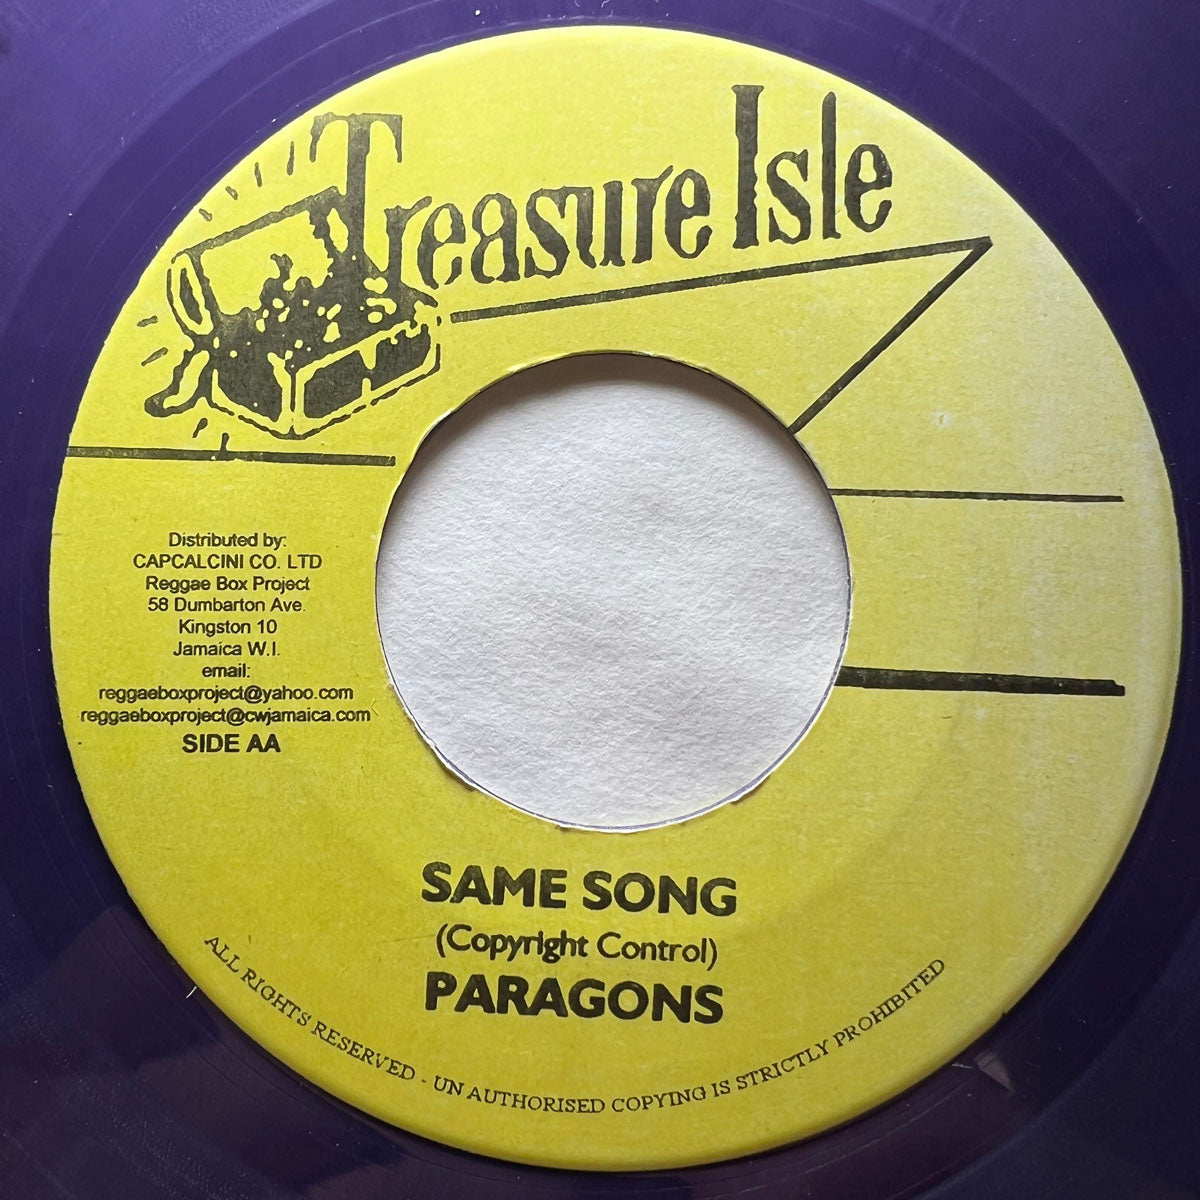 Treasure Isle
Distributed by:
CAPCALCINI CO. LTD
Reggae Box Project
58 Dumbarton Ave.
Kingston 10
Jamaica W.I.
email:
reggaeboxproject@yahoo.com
reggaeboxproject@cwjamaica.com
SIDE AA
SAME SONG
(Copyright Control)
PARAGONS
ALL RIGHTS RESERVED - UN AUTHORISED COPYING IS STRICTLY PROHIBITED